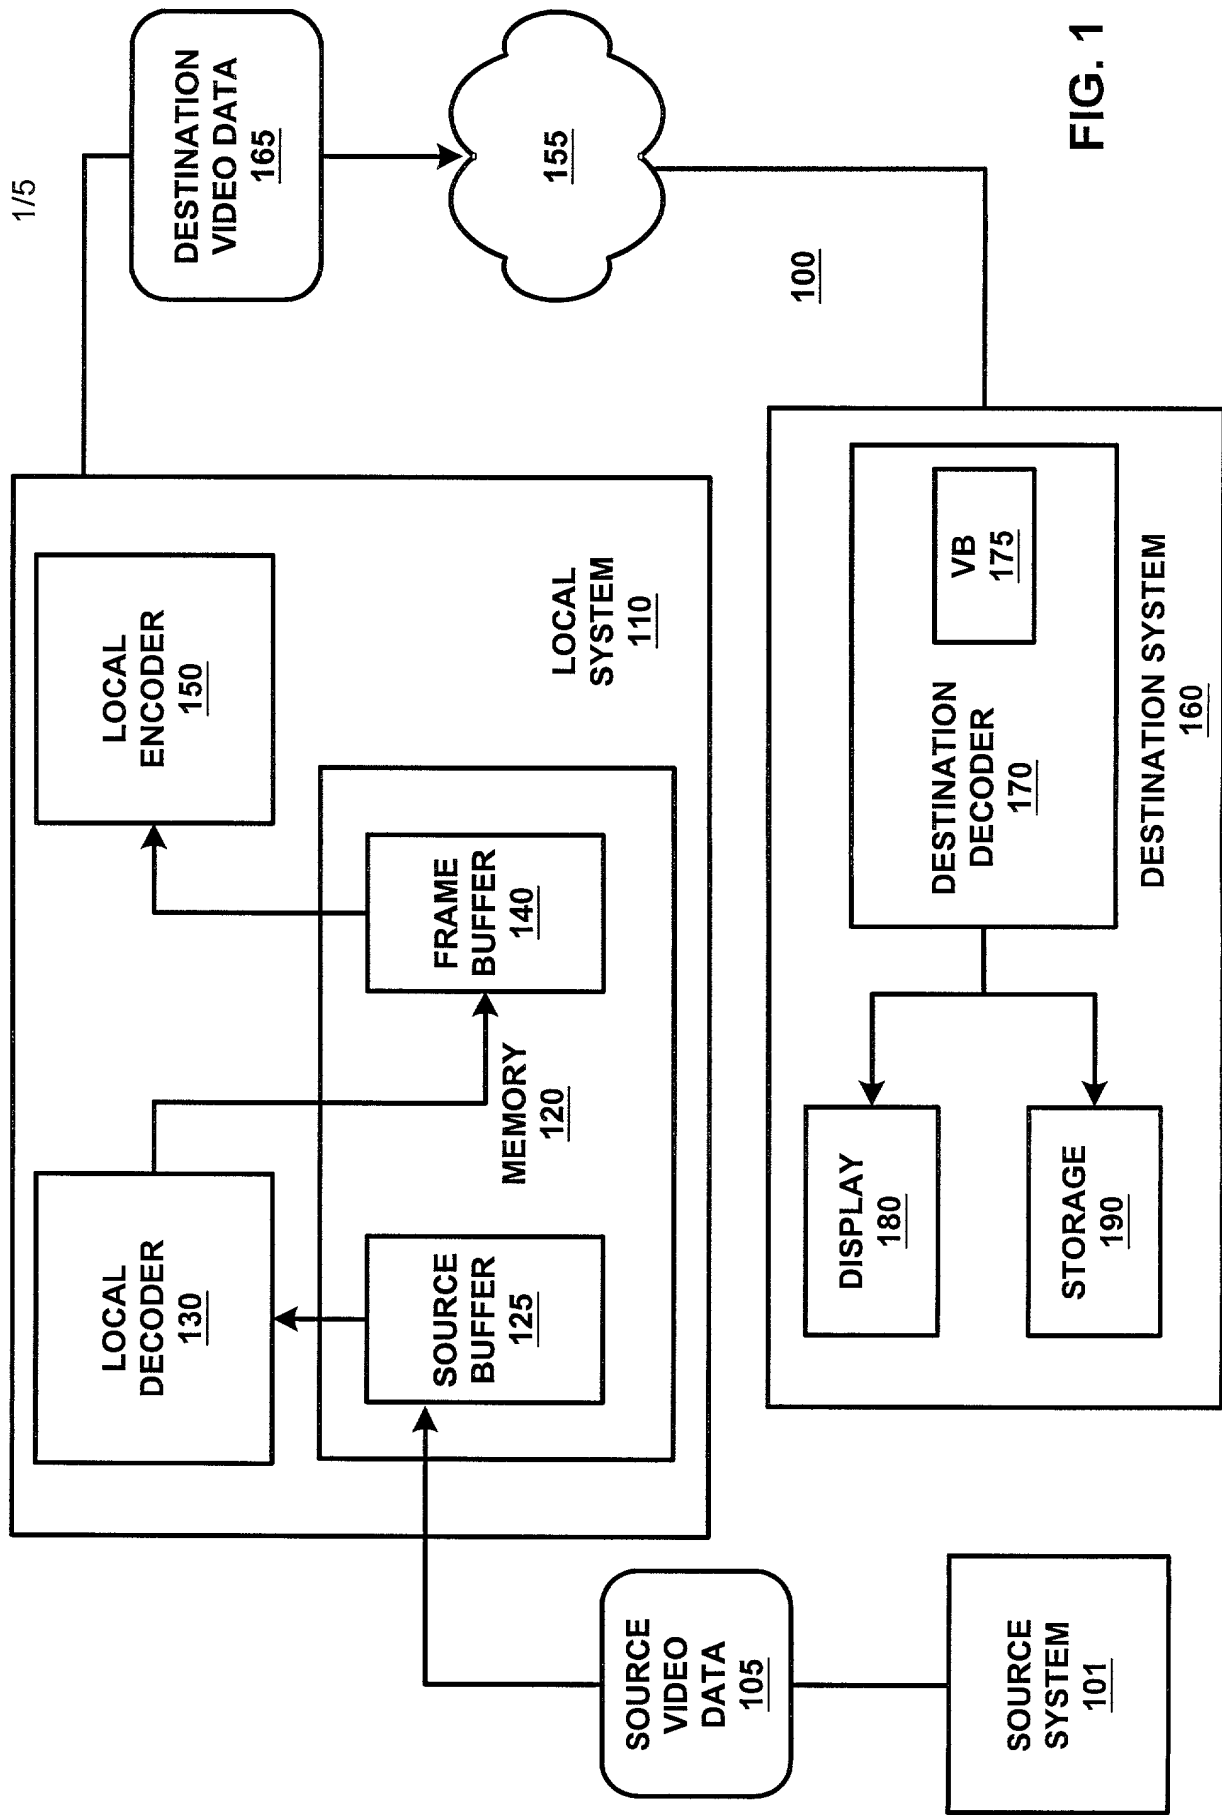 1/5
LOCAL
DECODER
130
LOCAL
ENCODER
150
DESTINATION
VIDEO DATA
165
SOURCE
BUFFER
125
MEMORY
120
FRAME
BUFFER
140
LOCAL
SYSTEM
110
155
SOURCE
VIDEO
DATA
105
100
SOURCE
SYSTEM
101
DISPLAY
180
STORAGE
190
DESTINATION
DECODER
170
VB
175
DESTINATION SYSTEM
160
FIG. 1